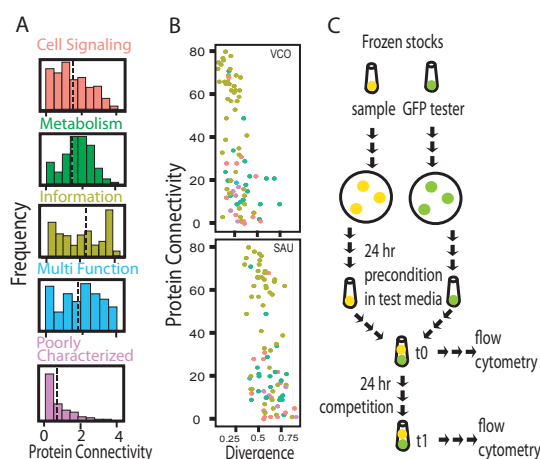 A
Cell Signaling
Metabolism
Information
Multi Function
Poorly
Characterized
Frequency
0 2 4
Protein Connectivity
B
VCO
80
60
40
20
0
SAU
80
60
40
20
0
Protein Connectivity
0.25 0.5 0.75
Divergence
C
Frozen stocks
sample GFP tester
24 hr
precondition
in test media
t0
flow
cytometry
24 hr
competition
t1
flow
cytometry